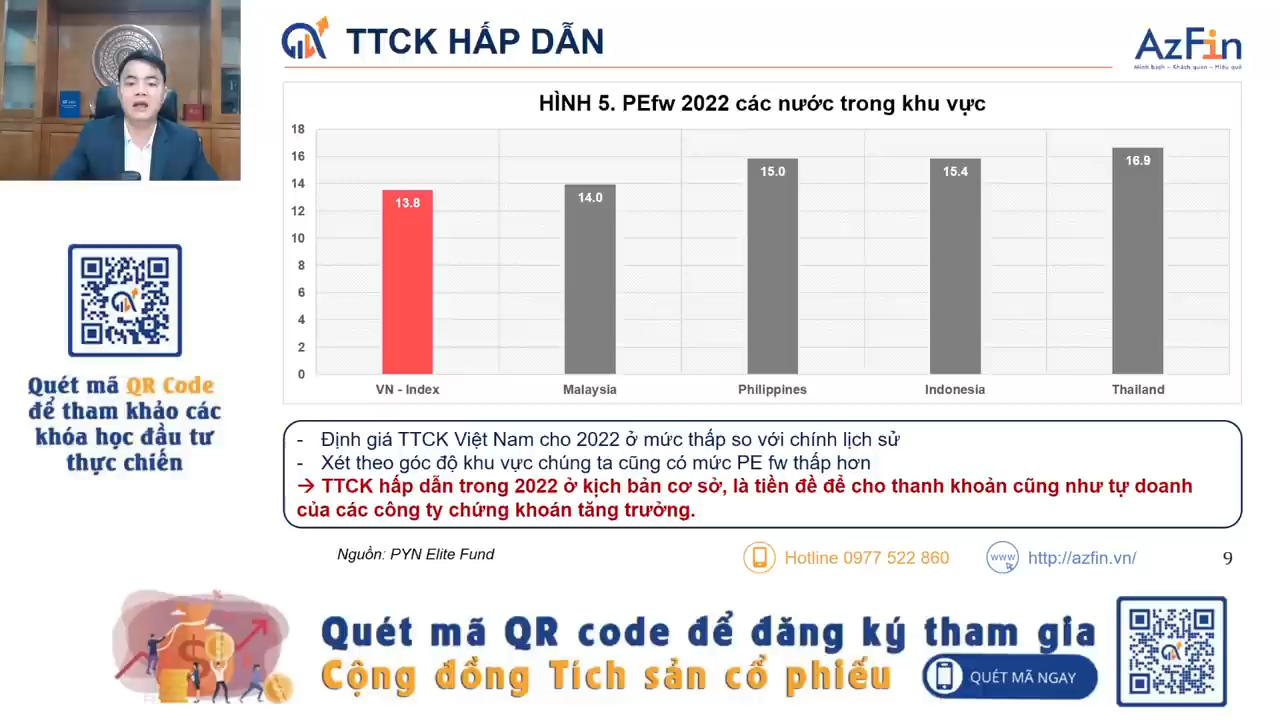 TTCK HẤP DẪN
AzFin
Minh bạch – Khách quan – Hiệu quả
HÌNH 5. PEfw 2022 các nước trong khu vực
18
16
14
12
10
8
6
4
2
0
13.8
14.0
15.0
15.4
16.9
VN - Index
Malaysia
Philippines
Indonesia
Thailand
Quét mã QR Code
để tham khảo các
khóa học đầu tư
thực chiến
- Định giá TTCK Việt Nam cho 2022 ở mức thấp so với chính lịch sử
- Xét theo góc độ khu vực chúng ta cũng có mức PE fw thấp hơn
→ TTCK hấp dẫn trong 2022 ở kịch bản cơ sở, là tiền đề để cho thanh khoản cũng như tự doanh
của các công ty chứng khoán tăng trưởng.
Nguồn: PYN Elite Fund
Hotline 0977 522 860
www
http://azfin.vn/
9
Quét mã QR code để đăng ký tham gia
Cộng đồng Tích sản cổ phiếu
QUÉT MÃ NGAY